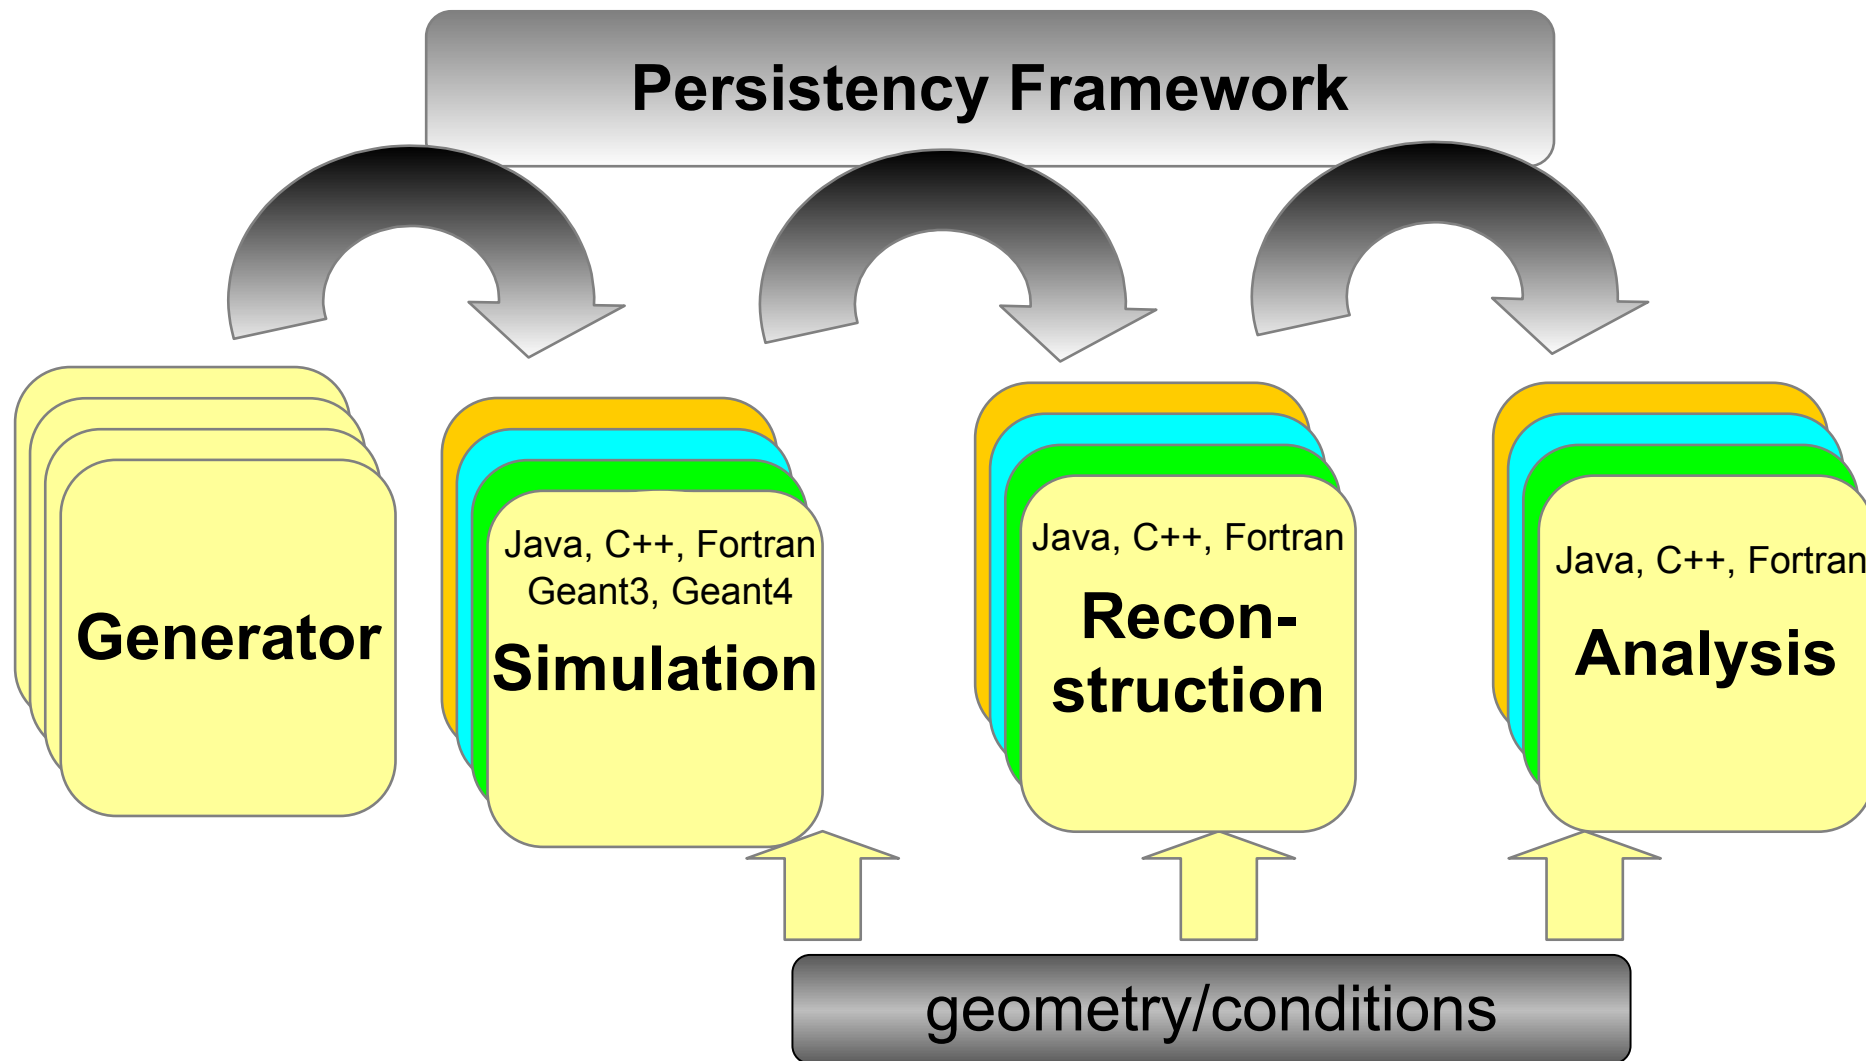 Persistency Framework
Generator
Java, C++, Fortran
Geant3, Geant4
Simulation
Java, C++, Fortran
Recon-
struction
Java, C++, Fortran
Analysis
geometry/conditions